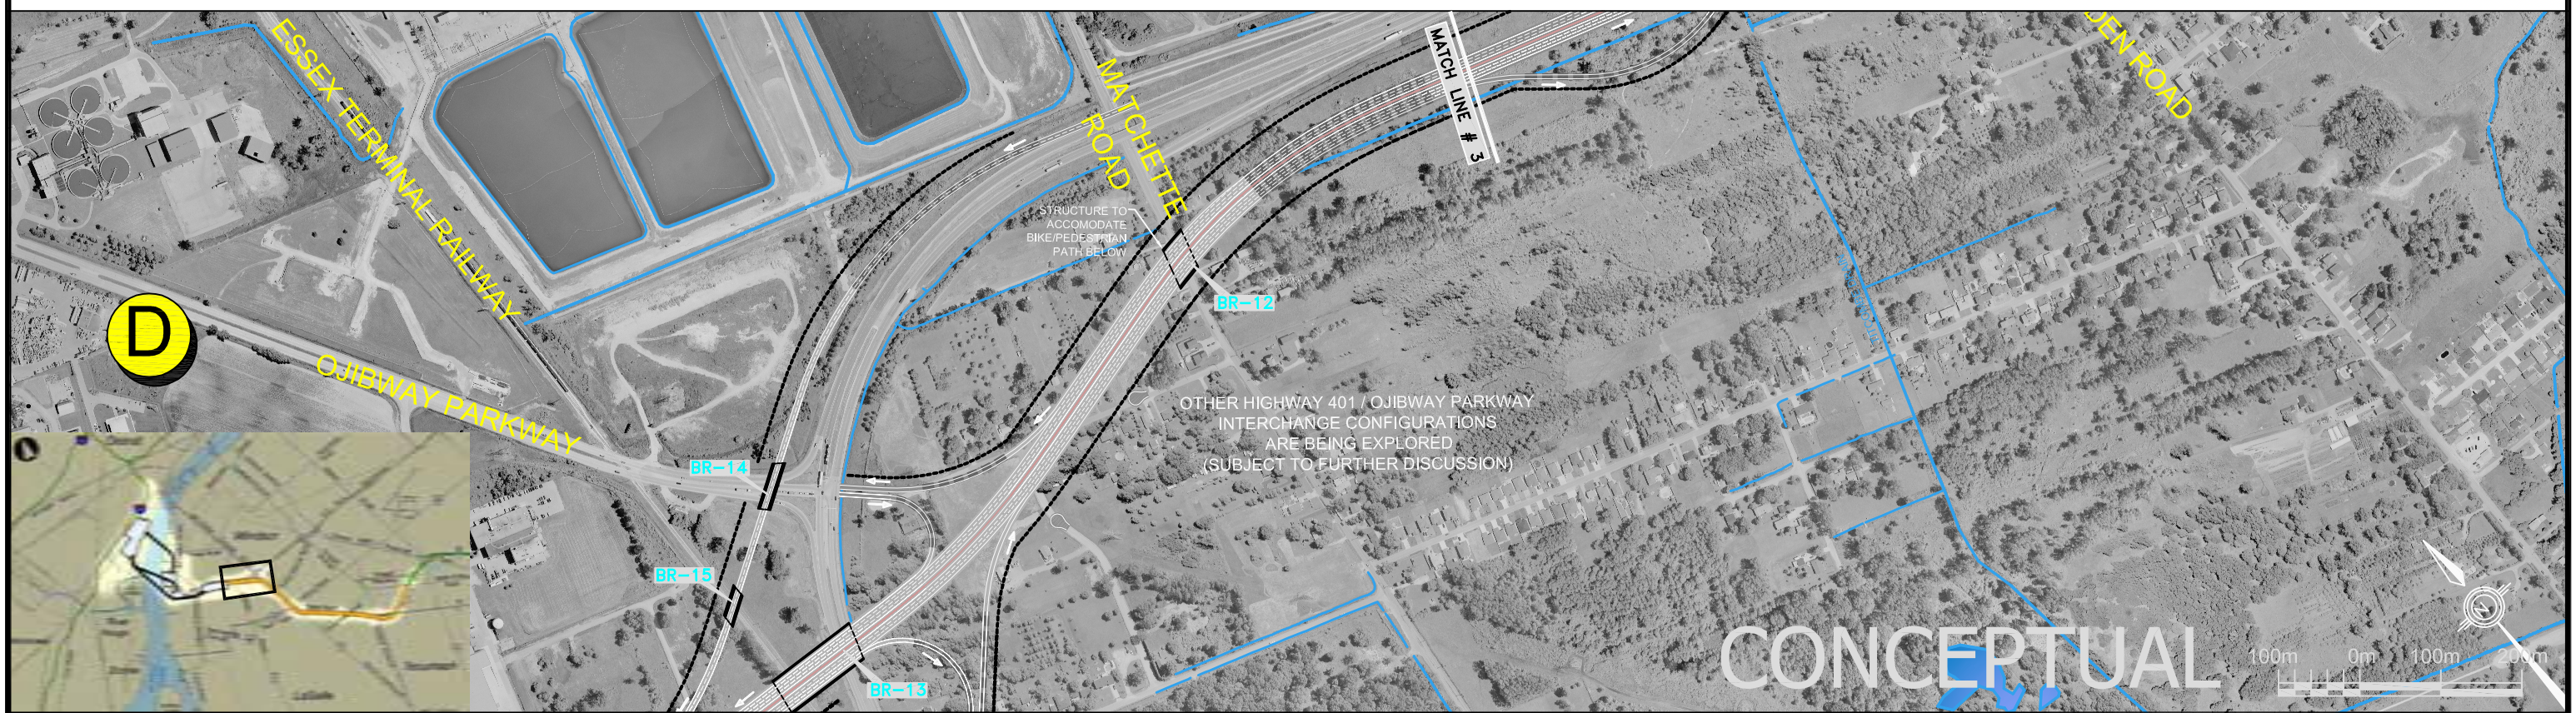 ESSEX TERMINAL RAILWAY
MATCHETTE
ROAD
MATCH LINE # 3
DEN ROAD
STRUCTURE TO
ACCOMODATE
BIKE/PEDESTRIAN
PATH BELOW
BR-12
D
OJIBWAY PARKWAY
OTHER HIGHWAY 401 / OJIBWAY PARKWAY
INTERCHANGE CONFIGURATIONS
ARE BEING EXPLORED
(SUBJECT TO FURTHER DISCUSSION)
BR-14
BR-15
BR-13
N
CONCEPTUAL
100m 0m 100m 200m